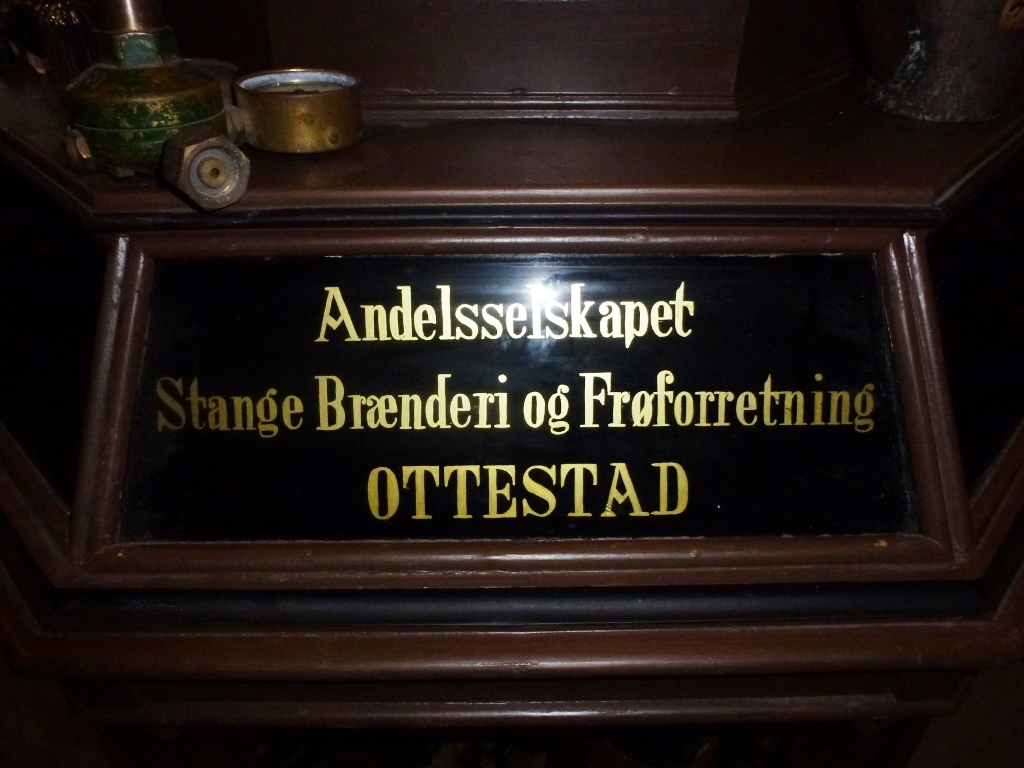 Andelsselskapet
Stange Brænderi og Frøforretning
OTTESTAD